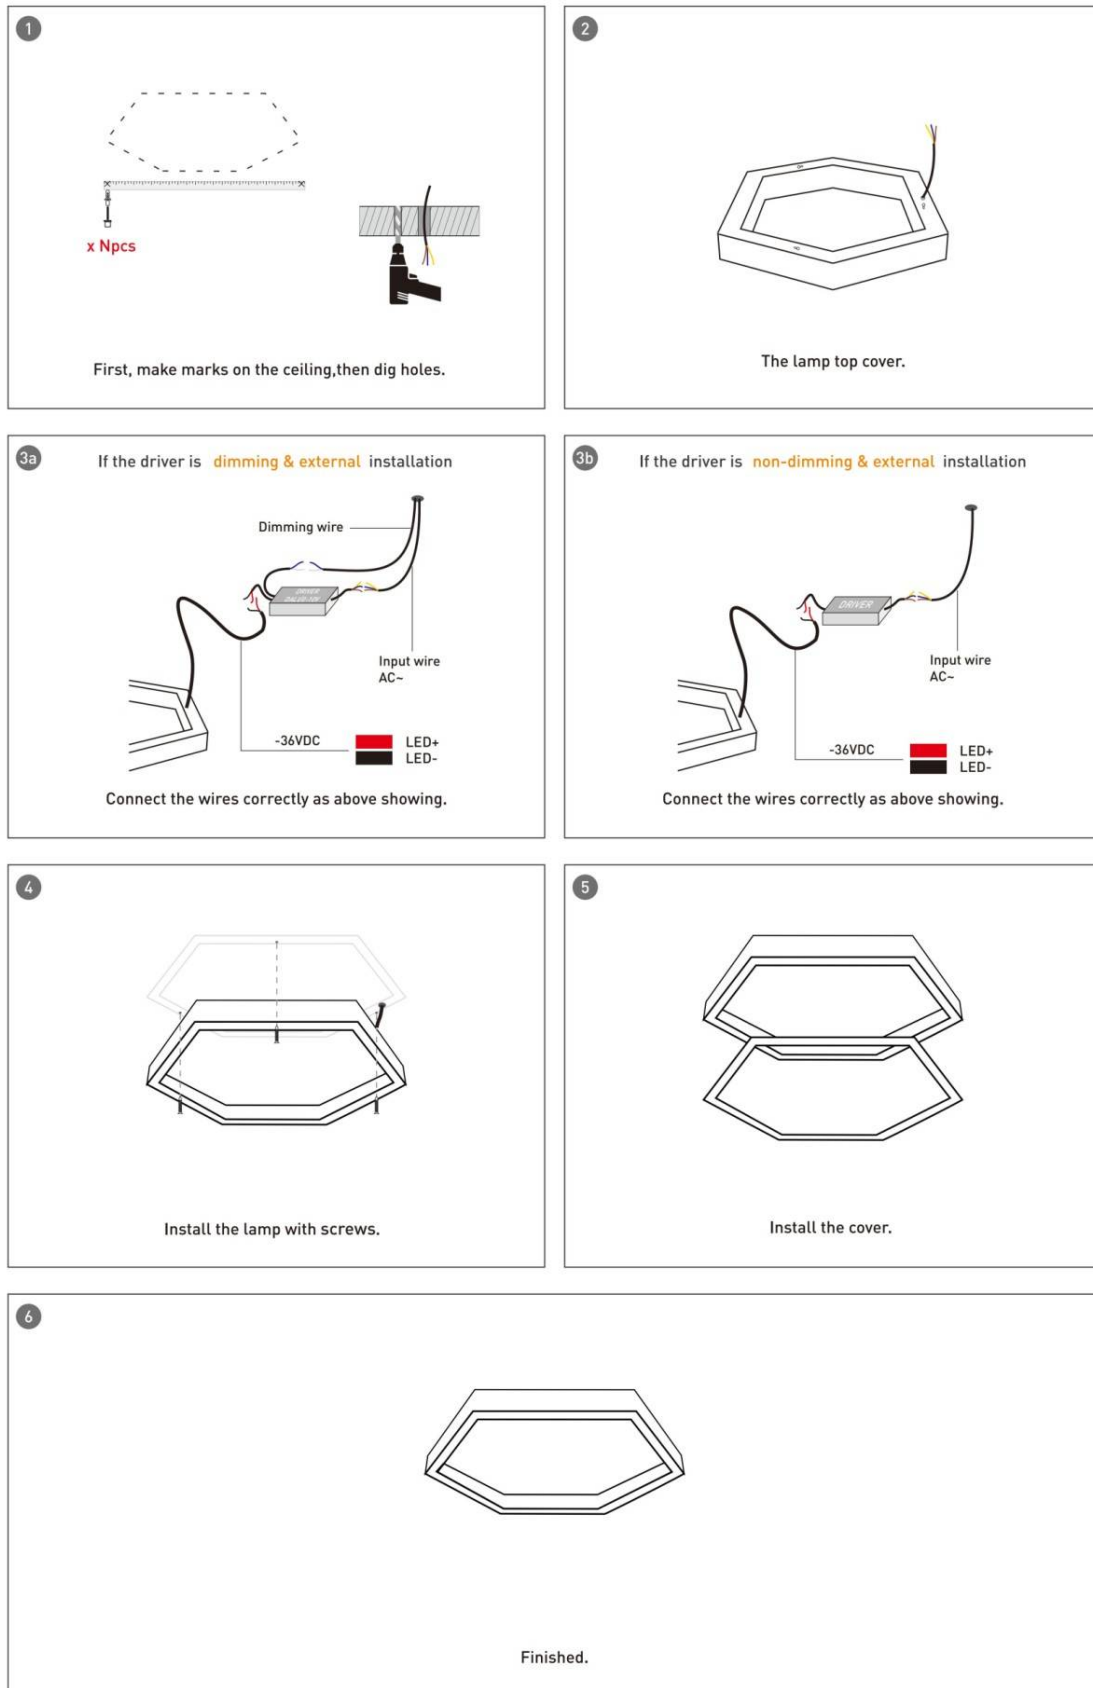 1
x Npcs
First, make marks on the ceiling,then dig holes.
2
The lamp top cover.
3a
If the driver is dimming & external installation
Dimming wire
DRIVER
Input wire
AC~
-36VDC
LED+
LED-
Connect the wires correctly as above showing.
3b
If the driver is non-dimming & external installation
DRIVER
Input wire
AC~
-36VDC
LED+
LED-
Connect the wires correctly as above showing.
4
Install the lamp with screws.
5
Install the cover.
6
Finished.